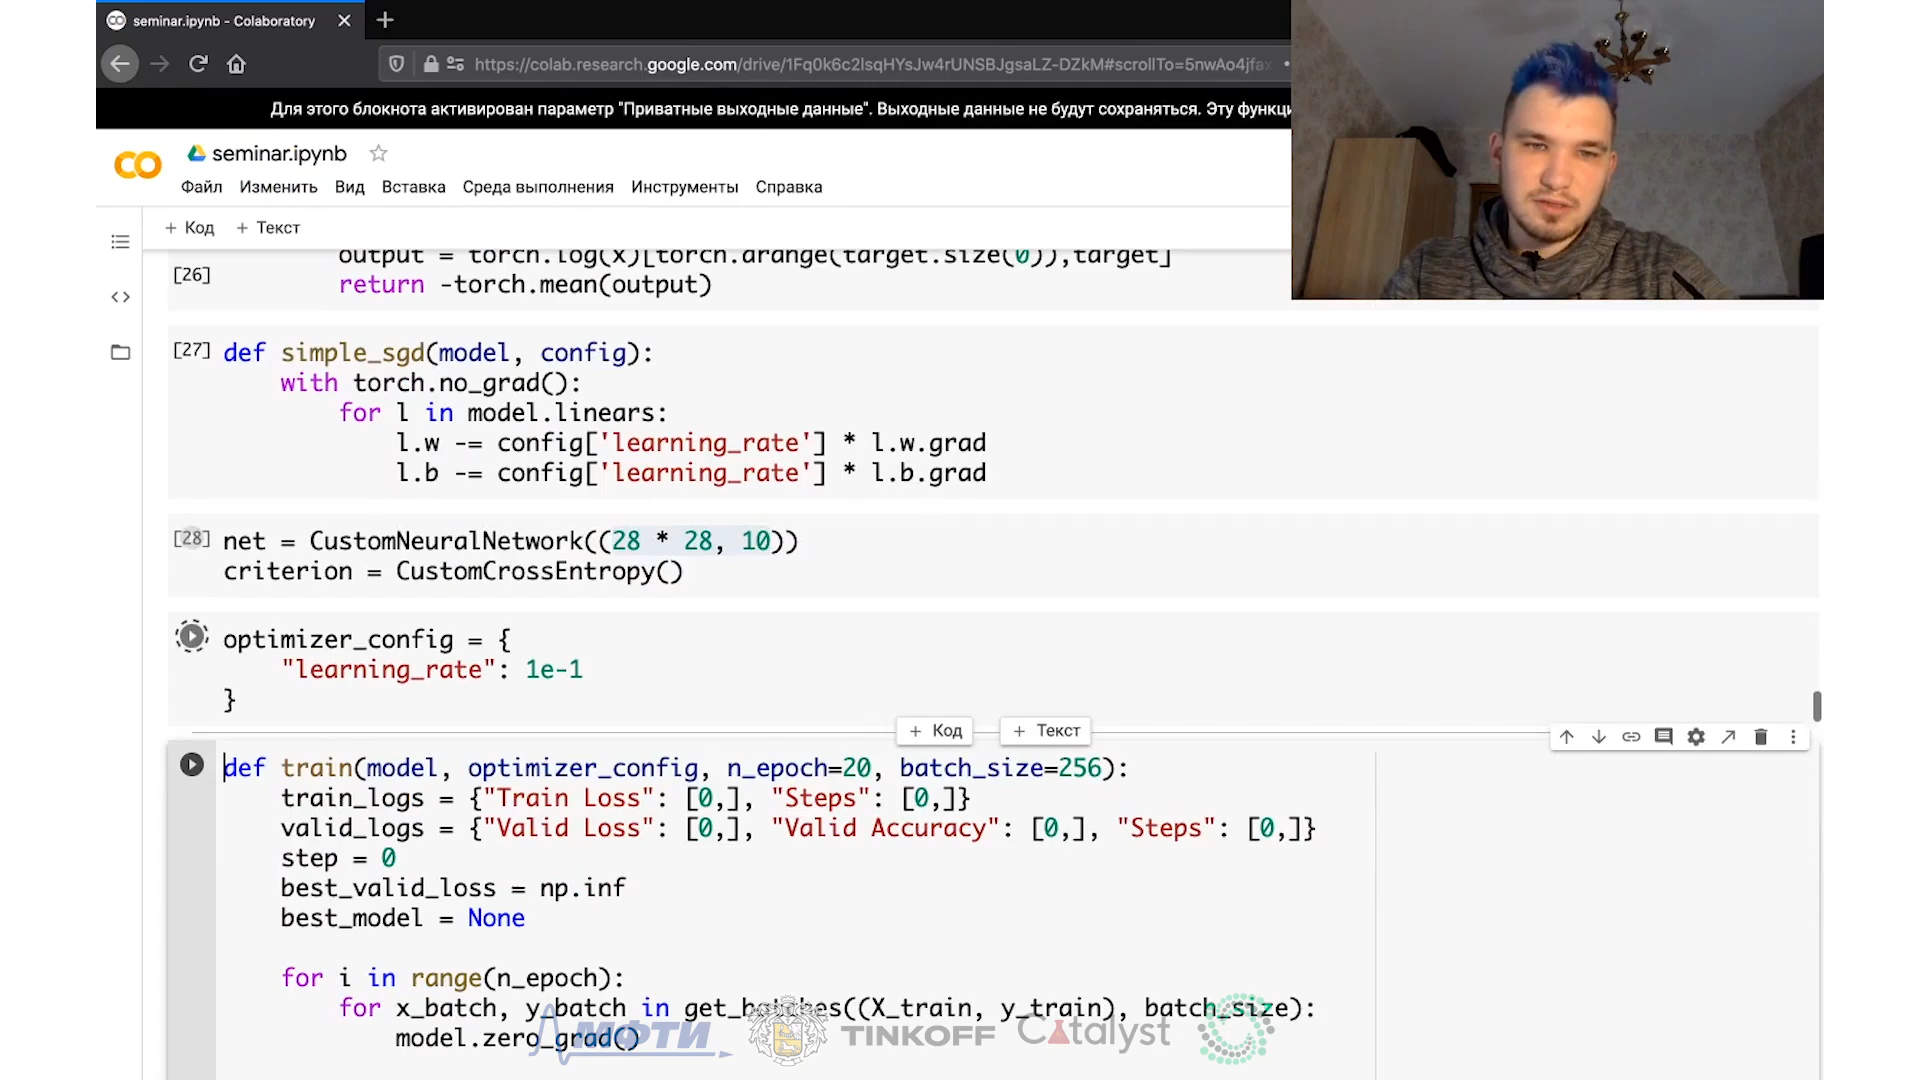 seminar.ipynb - Colaboratory
https://colab.research.google.com/drive/1Fq0k6c2lsqHYsJw4rUNSBJgsaLZ-DZkM#scrollTo=5nwAo4jfax
Для этого блокнота активирован параметр "Приватные выходные данные". Выходные данные не будут сохраняться. Эту функци
seminar.ipynb
Файл Изменить Вид Вставка Среда выполнения Инструменты Справка
+ Код + Текст
output = torch.log(x)[torch.arange(target.size(0)),target]
[26]
return -torch.mean(output)
[27] def simple_sgd(model, config):
with torch.no_grad():
for l in model.linears:
l.w -= config['learning_rate'] * l.w.grad
l.b -= config['learning_rate'] * l.b.grad
[28] net = CustomNeuralNetwork((28 * 28, 10))
criterion = CustomCrossEntropy()
optimizer_config = {
"learning_rate": 1e-1
}
+ Код + Текст
def train(model, optimizer_config, n_epoch=20, batch_size=256):
train_logs = {"Train Loss": [0,], "Steps": [0,]}
valid_logs = {"Valid Loss": [0,], "Valid Accuracy": [0,], "Steps": [0,]}
step = 0
best_valid_loss = np.inf
best_model = None
for i in range(n_epoch):
for x_batch, y_batch in get_batches((X_train, y_train), batch_size):
model.zero_grad()
МФТИ TINKOFF Catalyst